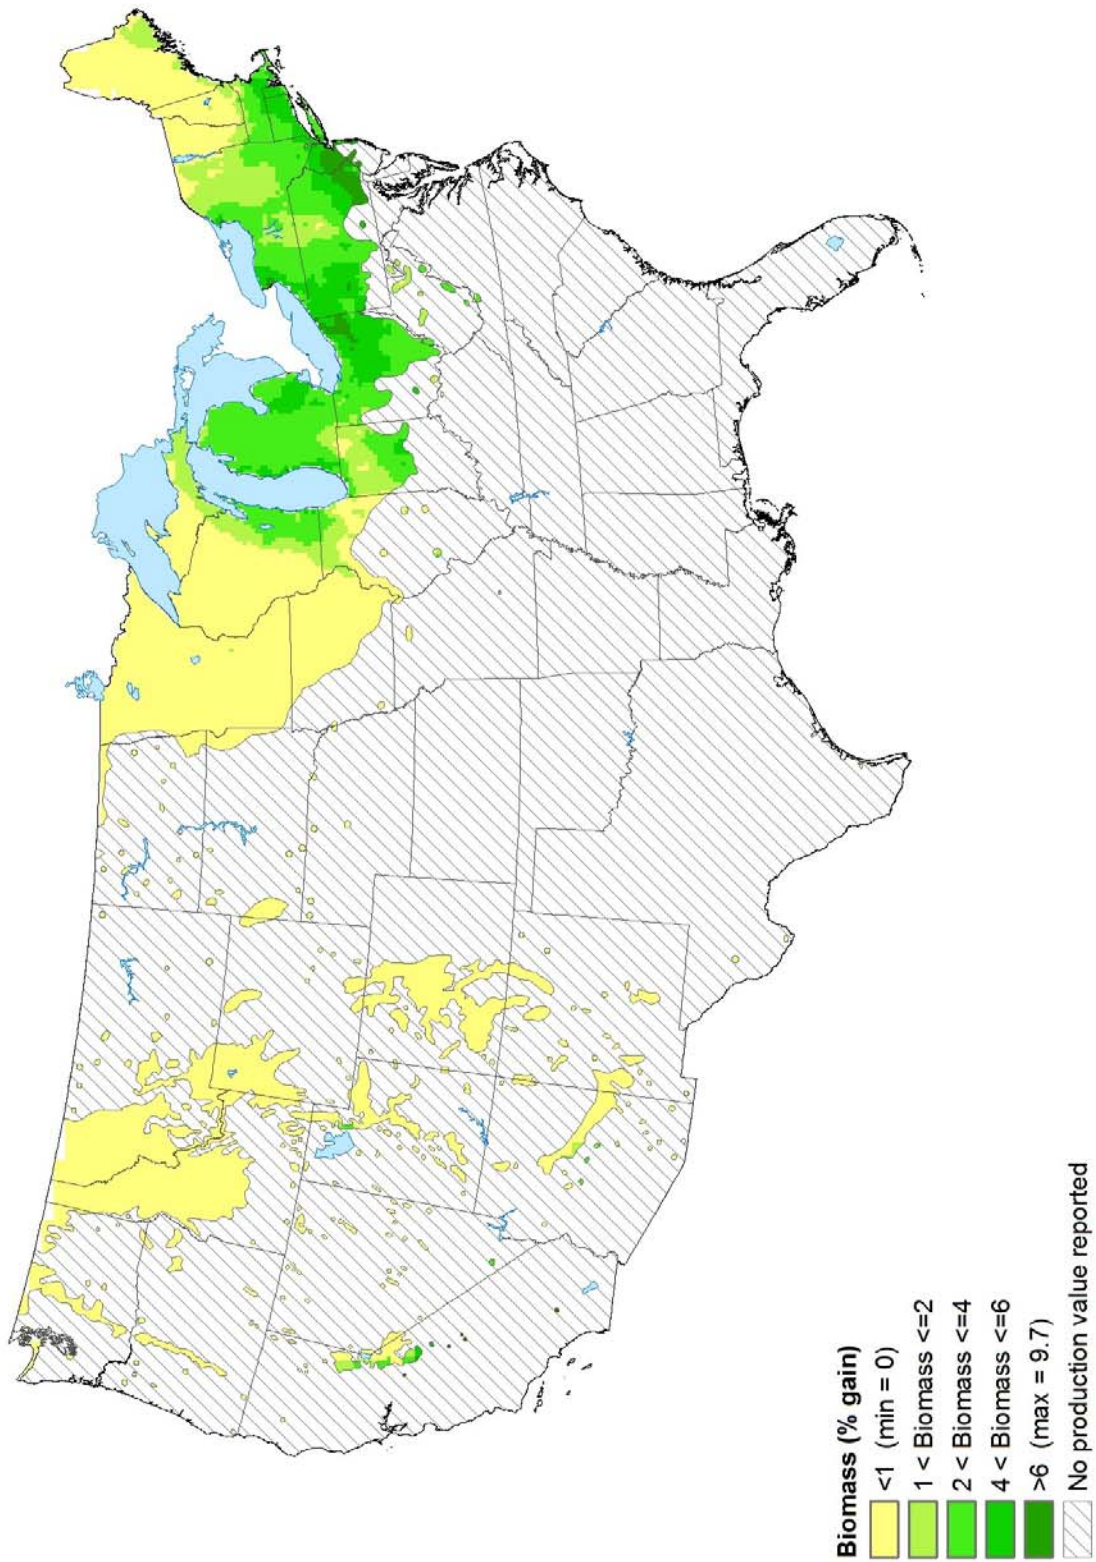 Biomass (% gain)
<1 (min = 0)
1 < Biomass <=2
2 < Biomass <=4
4 < Biomass <=6
>6 (max = 9.7)
No production value reported